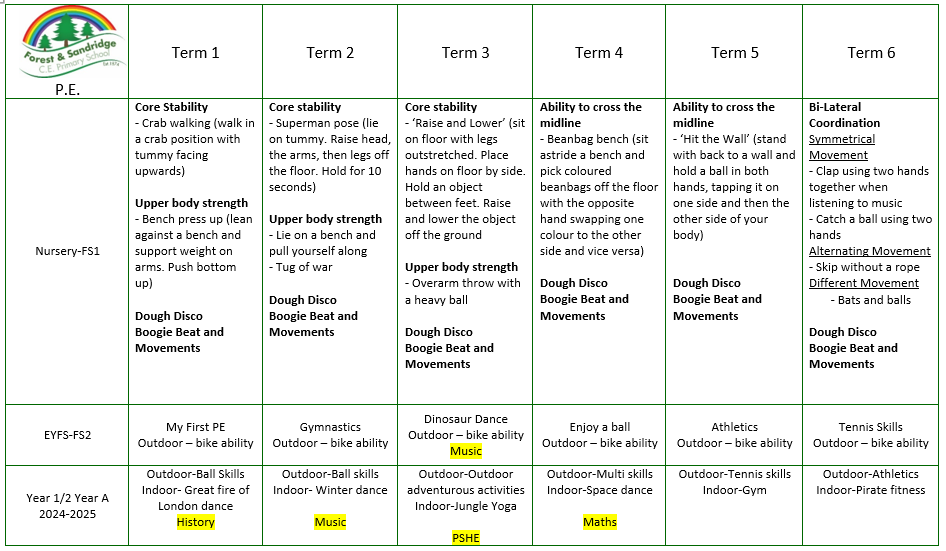 Forest & Sandridge
C.E. Primary School
P.E.
Term 1
Term 2
Term 3
Term 4
Term 5
Term 6
Nursery-FS1
Core Stability
- Crab walking (walk in
a crab position with
tummy facing
upwards)
Upper body strength
- Bench press up (lean
against a bench and
support weight on
arms. Push bottom
up)
Dough Disco
Boogie Beat and
Movements
Core stability
- Superman pose (lie
on tummy. Raise head,
the arms, then legs off
the floor. Hold for 10
seconds)
Upper body strength
- Lie on a bench and
pull yourself along
- Tug of war
Dough Disco
Boogie Beat and
Movements
Core stability
- ‘Raise and Lower’ (sit
on floor with legs
outstretched. Place
hands on floor by side.
Hold an object
between feet. Raise
and lower the object
off the ground
Upper body strength
- Overarm throw with
a heavy ball
Dough Disco
Boogie Beat and
Movements
Ability to cross the
midline
- Beanbag bench (sit
astride a bench and
pick coloured
beanbags off the floor
with the opposite
hand swapping one
colour to the other
side and vice versa)
Dough Disco
Boogie Beat and
Movements
Ability to cross the
midline
- ‘Hit the Wall’ (stand
with back to a wall and
hold a ball in both
hands, tapping it on
one side and then the
other side of your
body)
Dough Disco
Boogie Beat and
Movements
Bi-Lateral
Coordination
Symmetrical
Movement
- Clap using two hands
together when
listening to music
- Catch a ball using two
hands
Alternating Movement
- Skip without a rope
Different Movement
- Bats and balls
Dough Disco
Boogie Beat and
Movements
EYFS-FS2
My First PE
Outdoor – bike ability
Gymnastics
Outdoor – bike ability
Dinosaur Dance
Outdoor – bike ability
Music
Enjoy a ball
Outdoor – bike ability
Athletics
Outdoor – bike ability
Tennis Skills
Outdoor – bike ability
Year 1/2 Year A
2024-2025
Outdoor-Ball Skills
Indoor- Great fire of
London dance
History
Outdoor-Ball skills
Indoor- Winter dance
Music
Outdoor-Outdoor
adventurous activities
Indoor-Jungle Yoga
PSHE
Outdoor-Multi skills
Indoor-Space dance
Maths
Outdoor-Tennis skills
Indoor-Gym
Outdoor-Athletics
Indoor-Pirate fitness